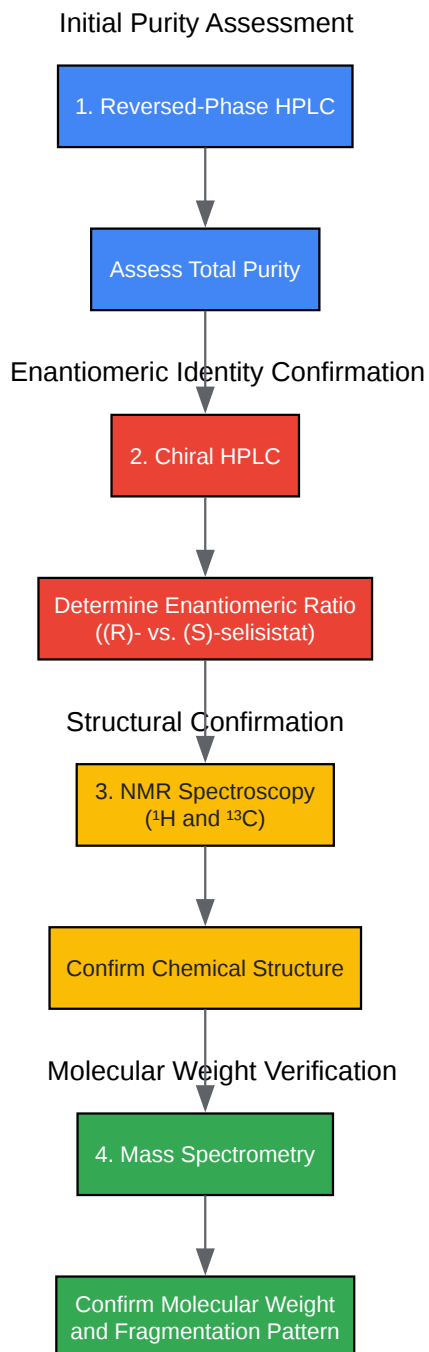 Initial Purity Assessment
1. Reversed-Phase HPLC
Assess Total Purity
Enantiomeric Identity Confirmation
2. Chiral HPLC
Determine Enantiomeric Ratio
((R)- vs. (S)-selisistat)
Structural Confirmation
3. NMR Spectroscopy
(¹H and ¹³C)
Confirm Chemical Structure
Molecular Weight Verification
4. Mass Spectrometry
Confirm Molecular Weight
and Fragmentation Pattern